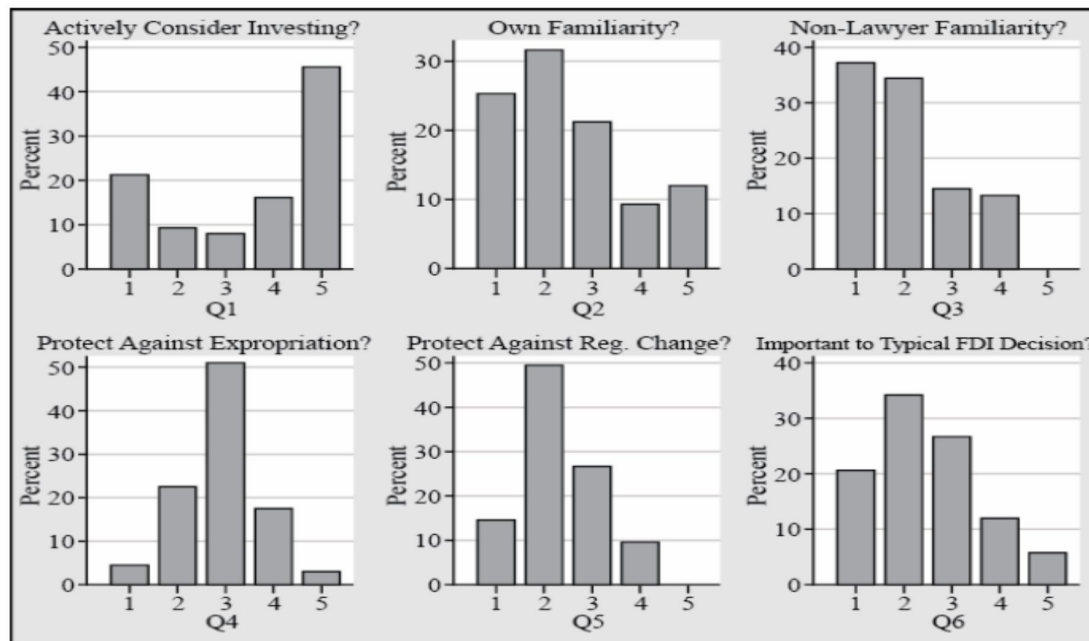 Actively Consider Investing?
50
40
30
20
10
0
Percent
1 2 3 4 5
Q1
Own Familiarity?
30
20
10
0
Percent
1 2 3 4 5
Q2
Non-Lawyer Familiarity?
40
30
20
10
0
Percent
1 2 3 4 5
Q3
Protect Against Expropriation?
50
40
30
20
10
0
Percent
1 2 3 4 5
Q4
Protect Against Reg. Change?
50
40
30
20
10
0
Percent
1 2 3 4 5
Q5
Important to Typical FDI Decision?
40
30
20
10
0
Percent
1 2 3 4 5
Q6